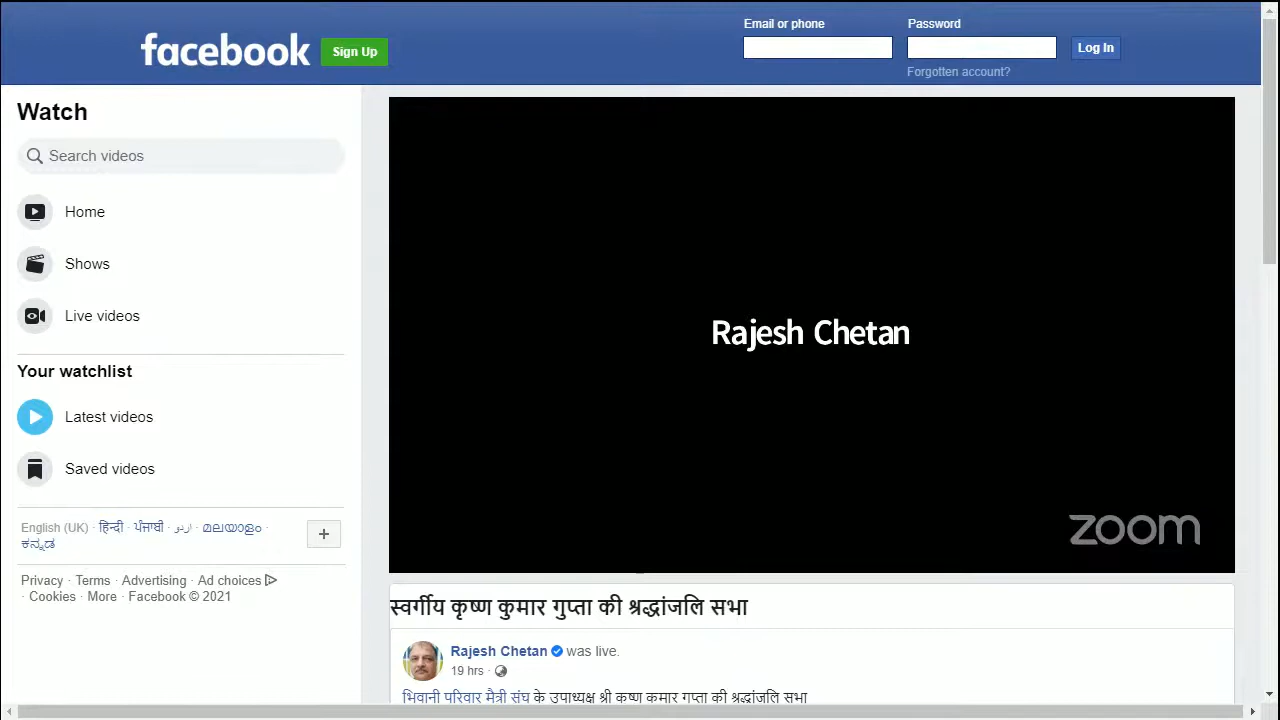 facebook
Sign Up
Email or phone
Password
Log In
Forgotten account?
Watch
Search videos
Home
Shows
Live videos
Your watchlist
Latest videos
Saved videos
English (UK) · हिन्दी · ਪੰਜਾਬੀ · اردو · മലയാളം ·
ಕನ್ನಡ
+
Privacy · Terms · Advertising · Ad choices
· Cookies · More · Facebook © 2021
Rajesh Chetan
zoom
स्वर्गीय कृष्ण कुमार गुप्ता की श्रद्धांजलि सभा
Rajesh Chetan was live.
19 hrs ·
भिवानी परिवार मैत्री संघ के उपाध्यक्ष श्री कृष्ण कुमार गुप्ता की श्रद्धांजलि सभा